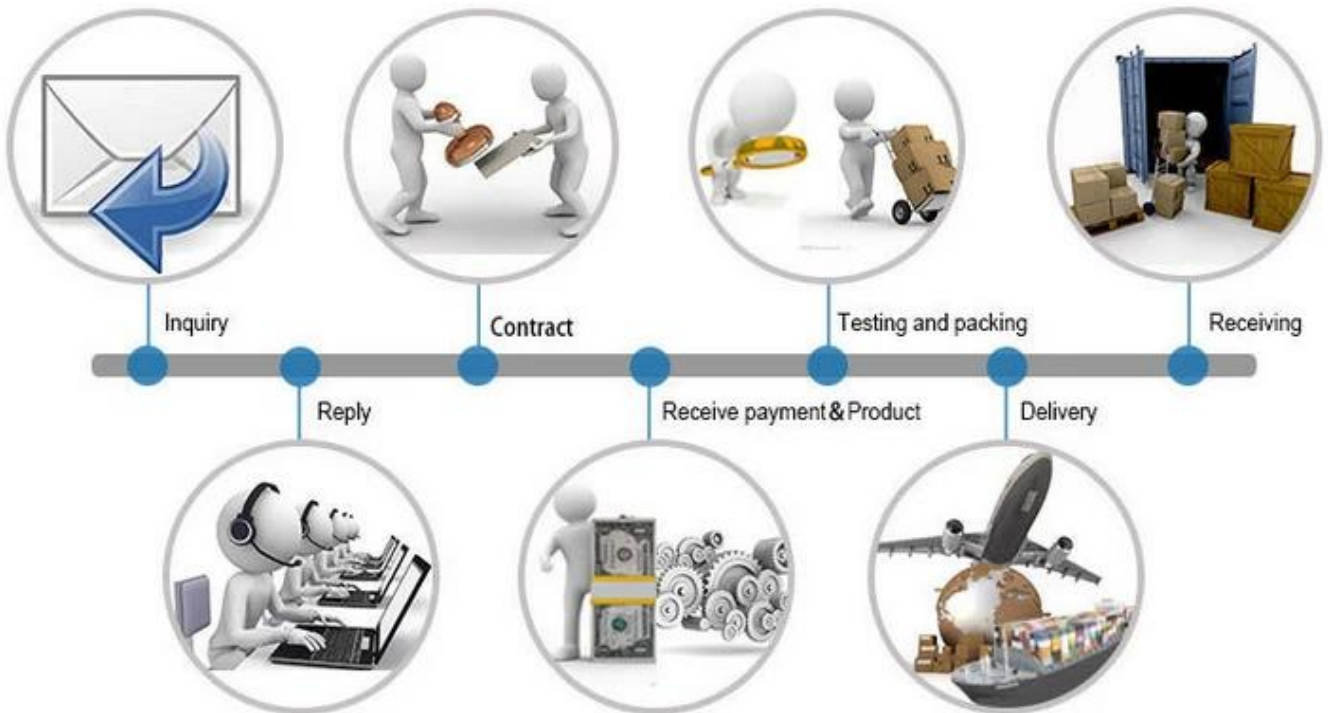 Inquiry
Reply
Contract
Receive payment&Product
Testing and packing
Delivery
Receiving